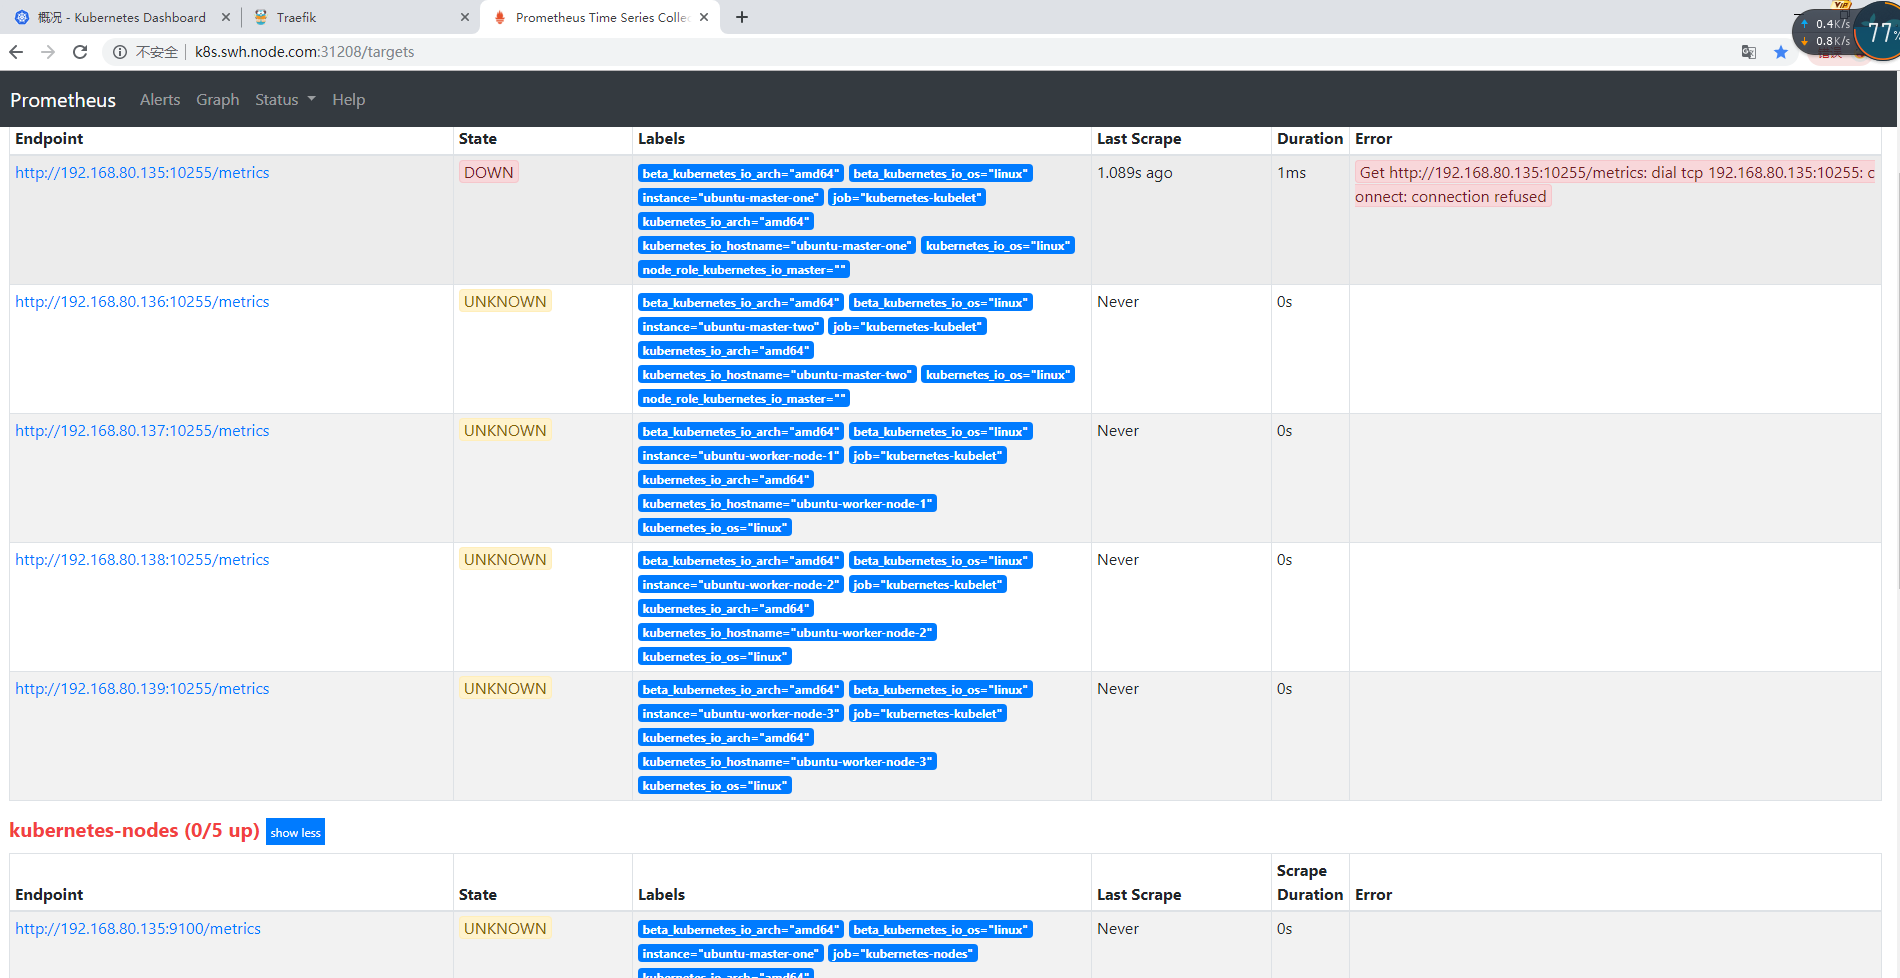 概况 - Kubernetes Dashboard
Traefik
Prometheus Time Series Collec
不安全
k8s.swh.node.com:31208/targets
VIP
0.4K/s
0.8K/s
77%
Prometheus Alerts Graph Status Help
Endpoint State Labels Last Scrape Duration Error
http://192.168.80.135:10255/metrics DOWN beta_kubernetes_io_arch="amd64" beta_kubernetes_io_os="linux" 1.089s ago 1ms Get http://192.168.80.135:10255/metrics: dial tcp 192.168.80.135:10255: c
instance="ubuntu-master-one" job="kubernetes-kubelet" onnect: connection refused
kubernetes_io_arch="amd64"
kubernetes_io_hostname="ubuntu-master-one" kubernetes_io_os="linux"
node_role_kubernetes_io_master=""
http://192.168.80.136:10255/metrics UNKNOWN beta_kubernetes_io_arch="amd64" beta_kubernetes_io_os="linux" Never 0s
instance="ubuntu-master-two" job="kubernetes-kubelet"
kubernetes_io_arch="amd64"
kubernetes_io_hostname="ubuntu-master-two" kubernetes_io_os="linux"
node_role_kubernetes_io_master=""
http://192.168.80.137:10255/metrics UNKNOWN beta_kubernetes_io_arch="amd64" beta_kubernetes_io_os="linux" Never 0s
instance="ubuntu-worker-node-1" job="kubernetes-kubelet"
kubernetes_io_arch="amd64"
kubernetes_io_hostname="ubuntu-worker-node-1"
kubernetes_io_os="linux"
http://192.168.80.138:10255/metrics UNKNOWN beta_kubernetes_io_arch="amd64" beta_kubernetes_io_os="linux" Never 0s
instance="ubuntu-worker-node-2" job="kubernetes-kubelet"
kubernetes_io_arch="amd64"
kubernetes_io_hostname="ubuntu-worker-node-2"
kubernetes_io_os="linux"
http://192.168.80.139:10255/metrics UNKNOWN beta_kubernetes_io_arch="amd64" beta_kubernetes_io_os="linux" Never 0s
instance="ubuntu-worker-node-3" job="kubernetes-kubelet"
kubernetes_io_arch="amd64"
kubernetes_io_hostname="ubuntu-worker-node-3"
kubernetes_io_os="linux"
kubernetes-nodes (0/5 up) show less
Scrape
Endpoint State Labels Last Scrape Duration Error
http://192.168.80.135:9100/metrics UNKNOWN beta_kubernetes_io_arch="amd64" beta_kubernetes_io_os="linux" Never 0s
instance="ubuntu-master-one" job="kubernetes-nodes"
kubernetes_io_arch="amd64"